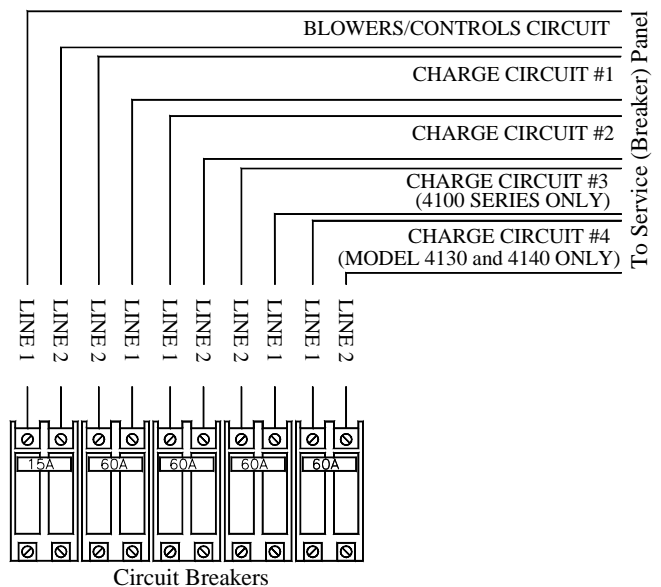 BLOWERS/CONTROLS CIRCUIT
CHARGE CIRCUIT #1
CHARGE CIRCUIT #2
CHARGE CIRCUIT #3
(4100 SERIES ONLY)
CHARGE CIRCUIT #4
(MODEL 4130 and 4140 ONLY)
To Service (Breaker) Panel
LINE 1
LINE 2
LINE 2
LINE 1
LINE 1
LINE 2
LINE 2
LINE 1
LINE 1
LINE 2
15A
60A
60A
60A
60A
Circuit Breakers